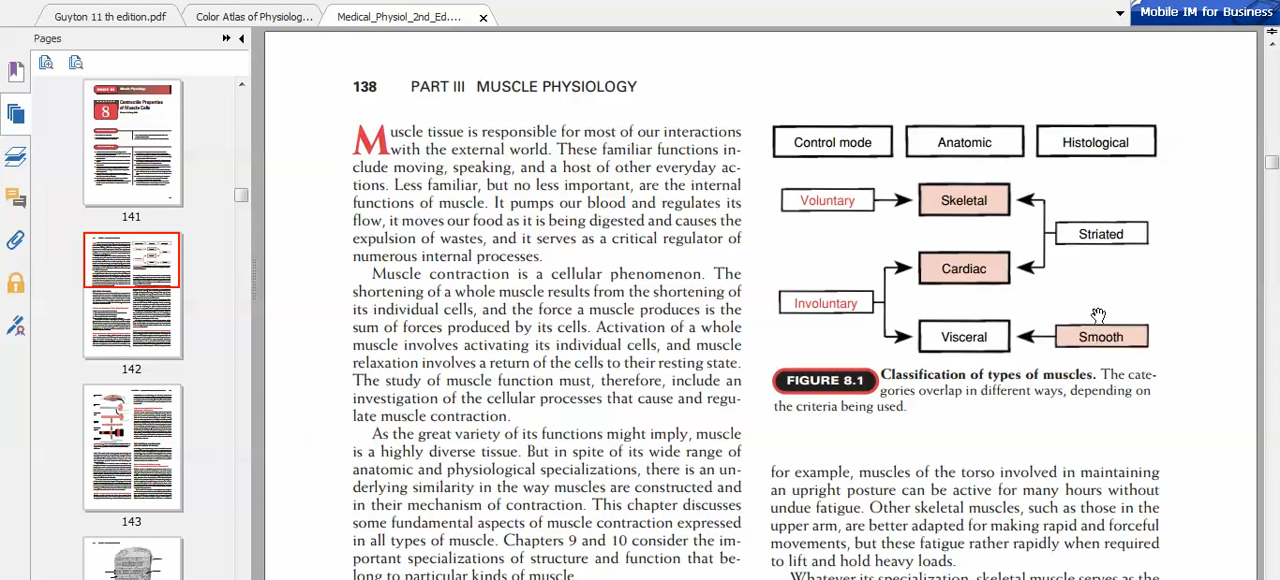 Guyton 11 th edition.pdf
Color Atlas of Physiolog...
Medical_Physiol_2nd_Ed....
Mobile IM for Business
Pages
141
142
143
138 PART III MUSCLE PHYSIOLOGY
Muscle tissue is responsible for most of our interactions
with the external world. These familiar functions in-
clude moving, speaking, and a host of other everyday ac-
tions. Less familiar, but no less important, are the internal
functions of muscle. It pumps our blood and regulates its
flow, it moves our food as it is being digested and causes the
expulsion of wastes, and it serves as a critical regulator of
numerous internal processes.
Muscle contraction is a cellular phenomenon. The
shortening of a whole muscle results from the shortening of
its individual cells, and the force a muscle produces is the
sum of forces produced by its cells. Activation of a whole
muscle involves activating its individual cells, and muscle
relaxation involves a return of the cells to their resting state.
The study of muscle function must, therefore, include an
investigation of the cellular processes that cause and regu-
late muscle contraction.
As the great variety of its functions might imply, muscle
is a highly diverse tissue. But in spite of its wide range of
anatomic and physiological specializations, there is an un-
derlying similarity in the way muscles are constructed and
in their mechanism of contraction. This chapter discusses
some fundamental aspects of muscle contraction expressed
in all types of muscle. Chapters 9 and 10 consider the im-
portant specializations of structure and function that be-
long to particular kinds of muscle.
Control mode
Anatomic
Histological
Voluntary
Skeletal
Striated
Cardiac
Involuntary
Visceral
Smooth
FIGURE 8.1 Classification of types of muscles. The cate-
gories overlap in different ways, depending on
the criteria being used.
for example, muscles of the torso involved in maintaining
an upright posture can be active for many hours without
undue fatigue. Other skeletal muscles, such as those in the
upper arm, are better adapted for making rapid and forceful
movements, but these fatigue rather rapidly when required
to lift and hold heavy loads.
Whatever its specialization, skeletal muscle serves as the